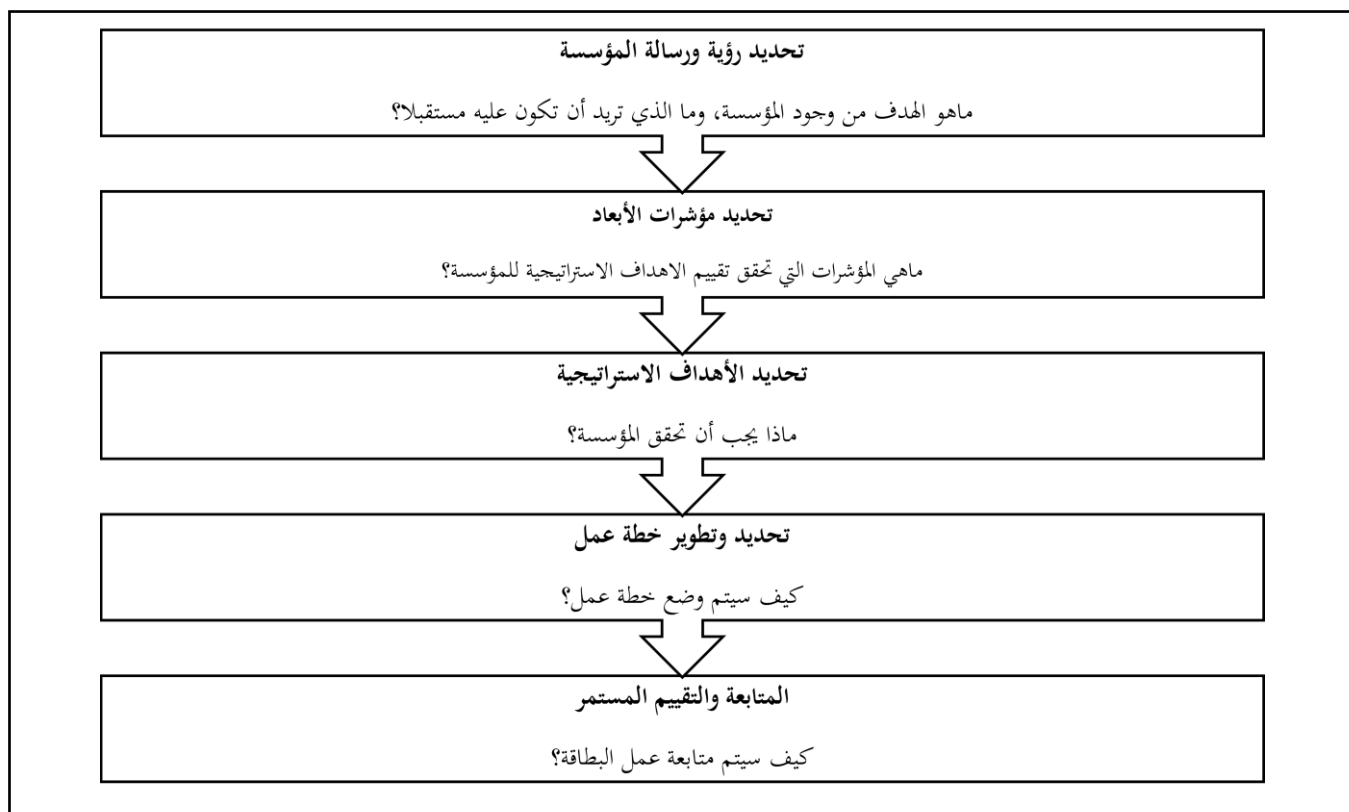 تحديد رؤية ورسالة المؤسسة
ماهو الهدف من وجود المؤسسة، وما الذي تريد أن تكون عليه مستقبلا؟
تحديد مؤشرات الأبعاد
ماهي المؤشرات التي تحقق تقييم الاهداف الاستراتيجية للمؤسسة؟
تحديد الأهداف الاستراتيجية
ماذا يجب أن تحقق المؤسسة؟
تحديد وتطوير خطة عمل
كيف سيتم وضع خطة عمل؟
المتابعة والتقييم المستمر
كيف سيتم متابعة عمل البطاقة؟